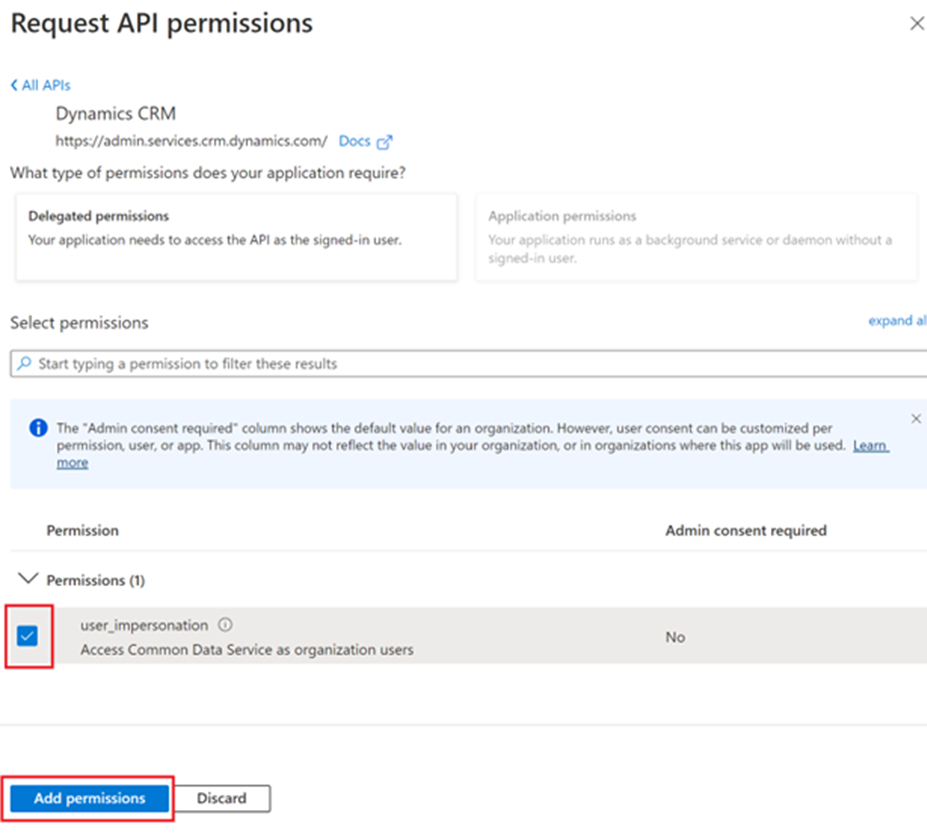 Request API permissions
All APIs
Dynamics CRM
https://admin.services.crm.dynamics.com/ Docs
What type of permissions does your application require?
Delegated permissions
Your application needs to access the API as the signed-in user.
Application permissions
Your application runs as a background service or daemon without a
signed-in user.
Select permissions
expand al
Start typing a permission to filter these results
The "Admin consent required" column shows the default value for an organization. However, user consent can be customized per
permission, user, or app. This column may not reflect the value in your organization, or in organizations where this app will be used. Learn
more
Permission Admin consent required
Permissions (1)
user_impersonation
Access Common Data Service as organization users
No
Add permissions Discard